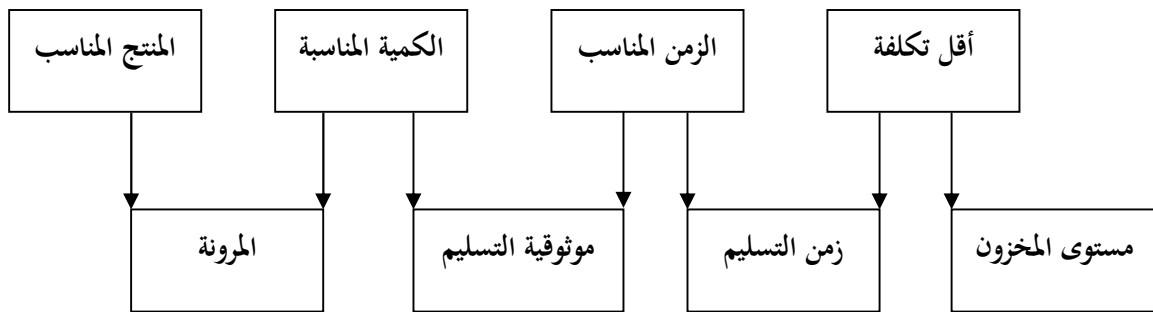 أقل تكلفة
الزمن المناسب
الكمية المناسبة
المنتج المناسب
مستوى المخزون
زمن التسليم
موثوقية التسليم
المرونة